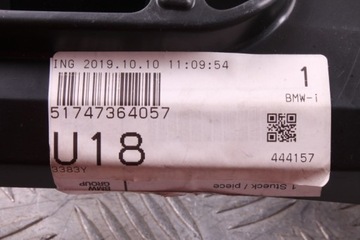 ING 2019.10.10 11:09:54
1
BMW-i
51747364057
U18
444157
3383Y
BMW
GROUP
1 Stueck / piece